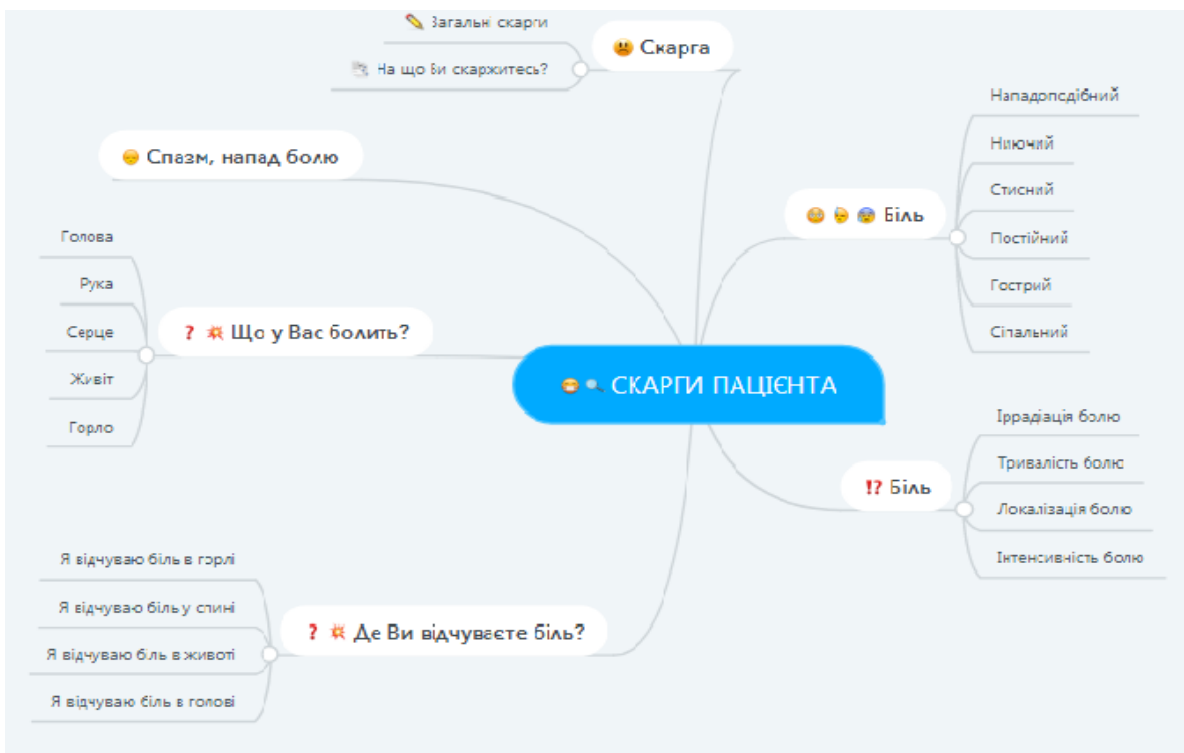 Загальні скарги
На що Ви скаржитесь?
Скарга
Спазм, напад болю
Голова
Рука
Серце
Живіт
Горло
Що у Вас болить?
Я відчуваю біль в горлі
Я відчуваю біль у спині
Я відчуваю біль в животі
Я відчуваю біль в голові
Де Ви відчуваєте біль?
СКАРГИ ПАЦІЄНТА
Біль
Нападоподібний
Ниючий
Стисний
Постійний
Гострий
Сіпальний
Біль
Іррадіація болю
Тривалість болю
Локалізація болю
Інтенсивність болю